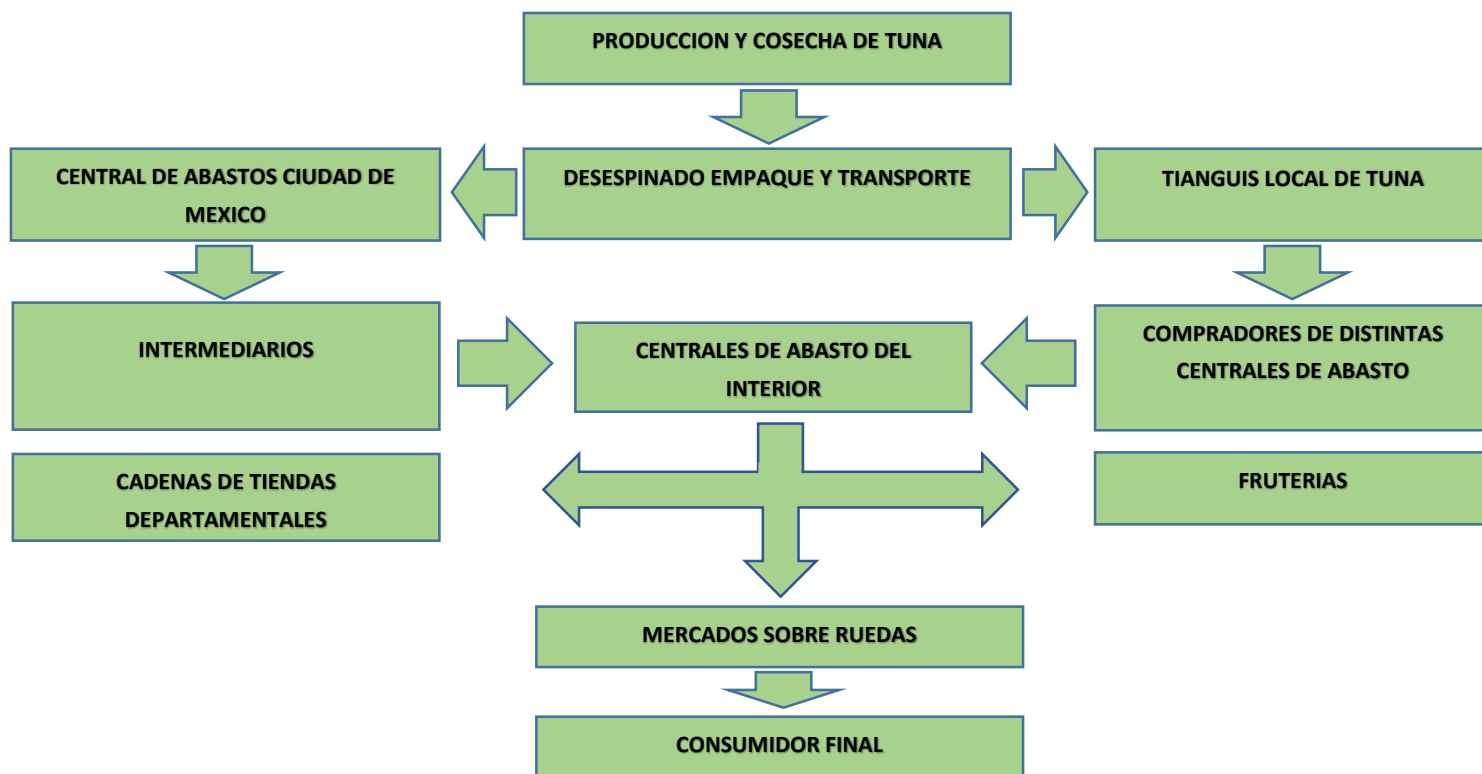 PRODUCCION Y COSECHA DE TUNA
CENTRAL DE ABASTOS CIUDAD DE
MEXICO
DESESPINADO EMPAQUE Y TRANSPORTE
TIANGUIS LOCAL DE TUNA
INTERMEDIARIOS
CENTRALES DE ABASTO DEL
INTERIOR
COMPRADORES DE DISTINTAS
CENTRALES DE ABASTO
CADENAS DE TIENDAS
DEPARTAMENTALES
FRUTERIAS
MERCADOS SOBRE RUEDAS
CONSUMIDOR FINAL